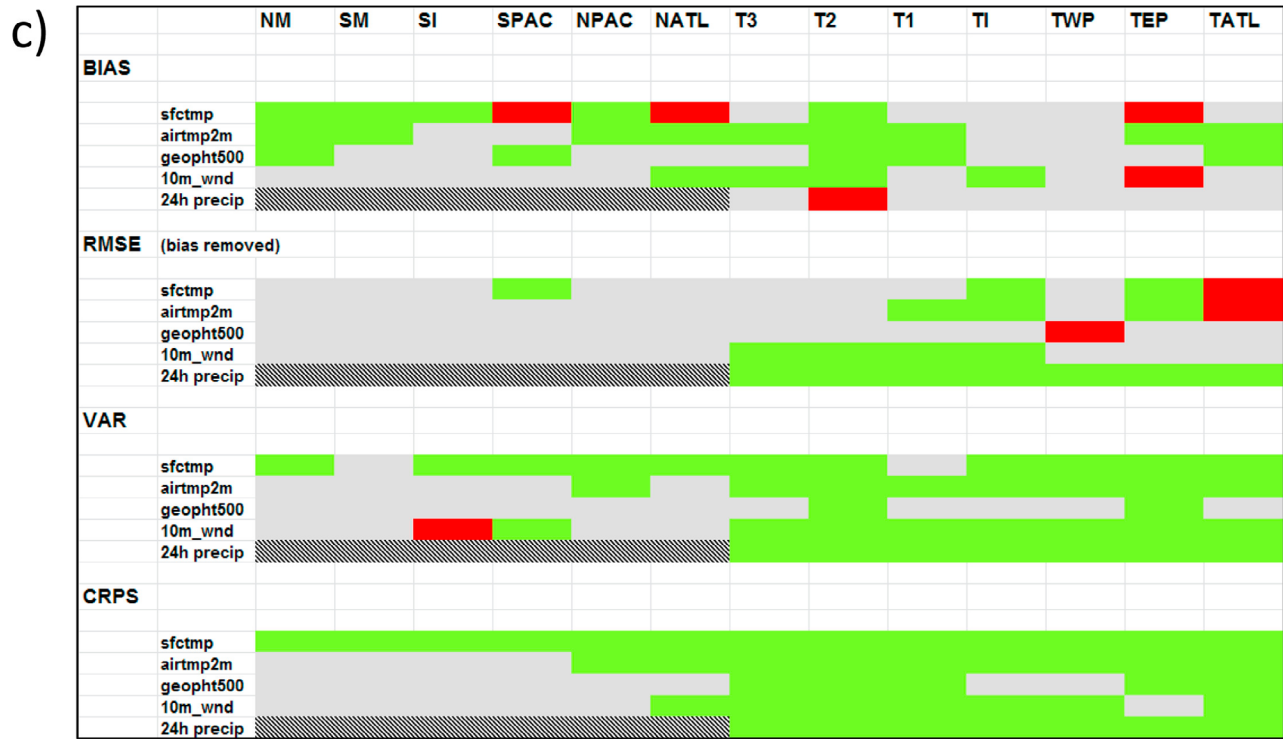 c)
NM SM SI SPAC NPAC NATL T3 T2 T1 TI TWP TEP TATL
BIAS
sfctmp
airtmp2m
geopht500
10m_wnd
24h precip
RMSE (bias removed)
sfctmp
airtmp2m
geopht500
10m_wnd
24h precip
VAR
sfctmp
airtmp2m
geopht500
10m_wnd
24h precip
CRPS
sfctmp
airtmp2m
geopht500
10m_wnd
24h precip